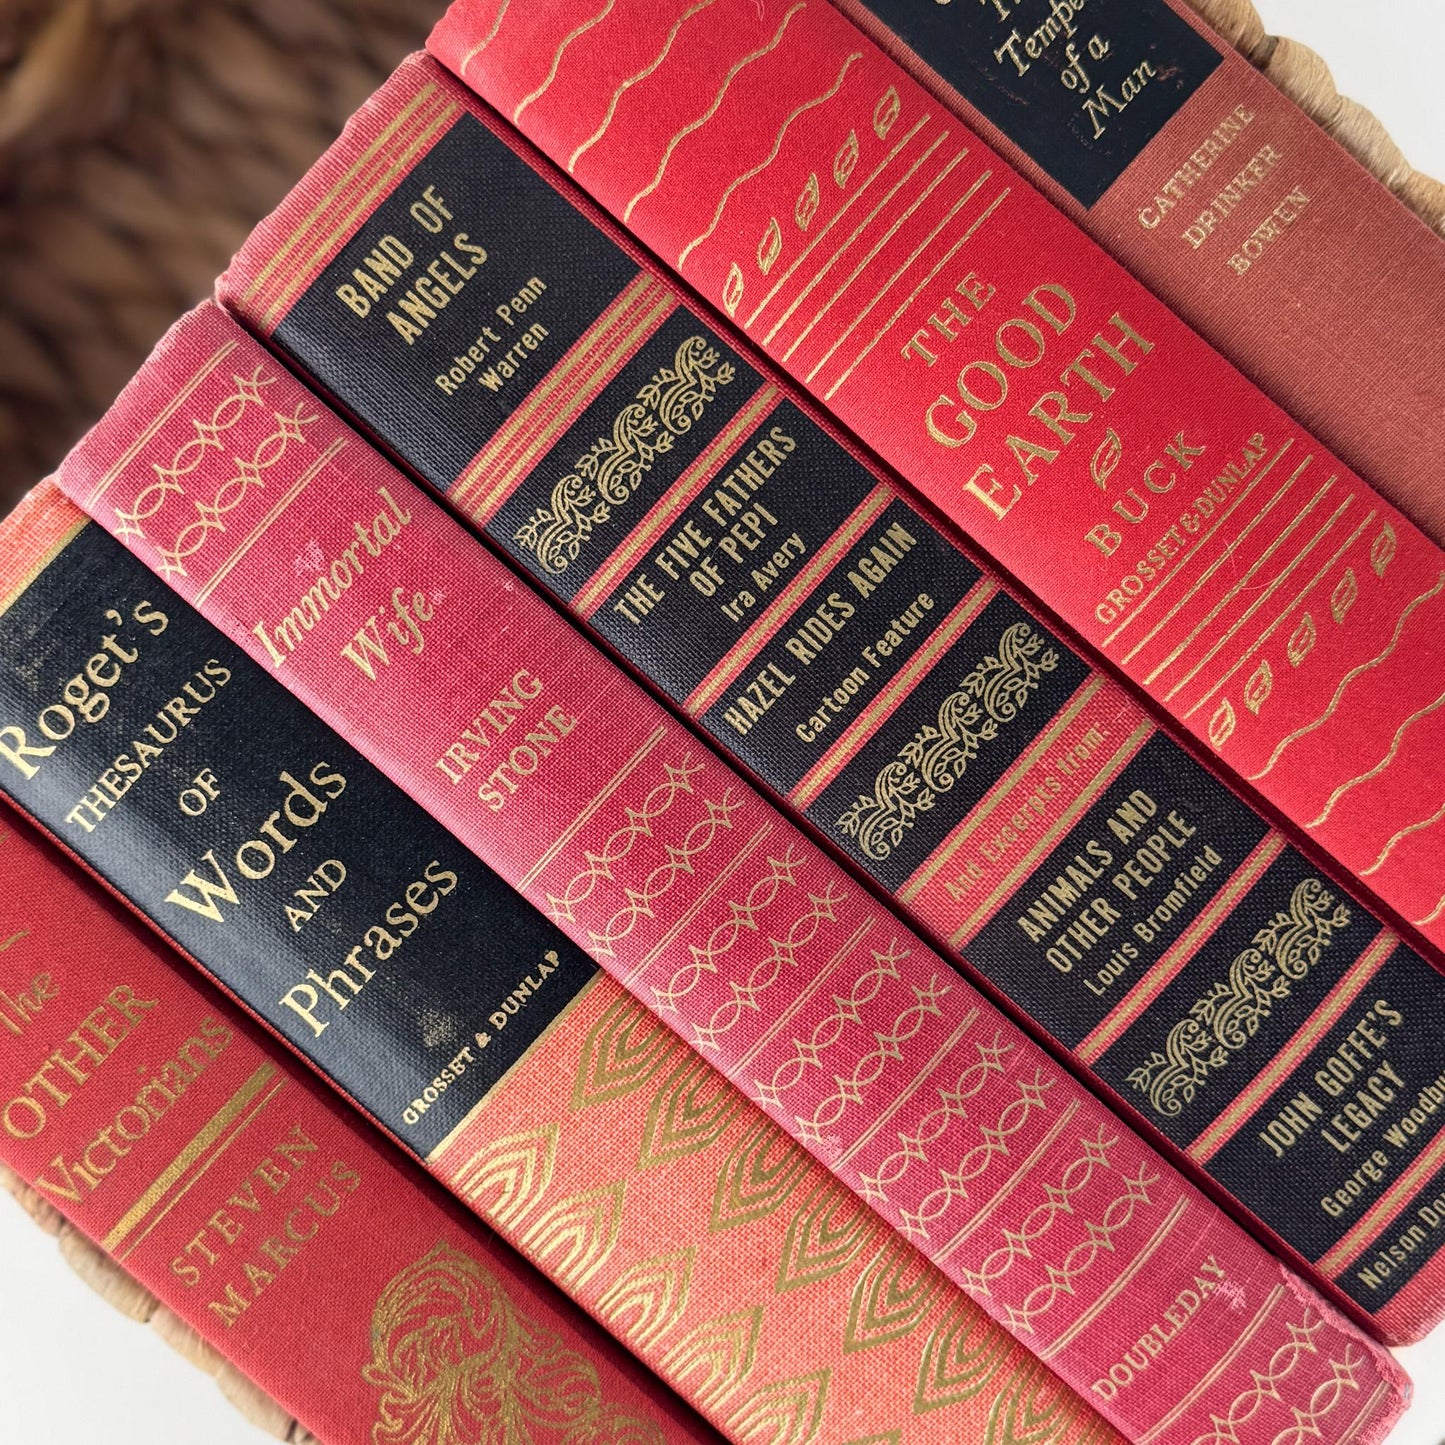 The
OTHER
Victorians
STEVEN
MARCUS
Roget's
THESAURUS
OF
Words
AND
Phrases
GROSSET & DUNLAP
Immortal
Wife
IRVING
STONE
DOUBLEDAY
BAND OF
ANGELS
Robert Penn
Warren
THE FIVE FATHERS
OF PEPI
Ira Avery
HAZEL RIDES AGAIN
Cartoon Feature
And Excerpts from:
ANIMALS AND
OTHER PEOPLE
Louis Bromfield
JOHN GOFFE'S
LEGACY
George
Nelson
THE
GOOD
EARTH
BUCK
GROSSET & DUNLAP
of a
Man
CATHERINE
DRINKER
BOWEN